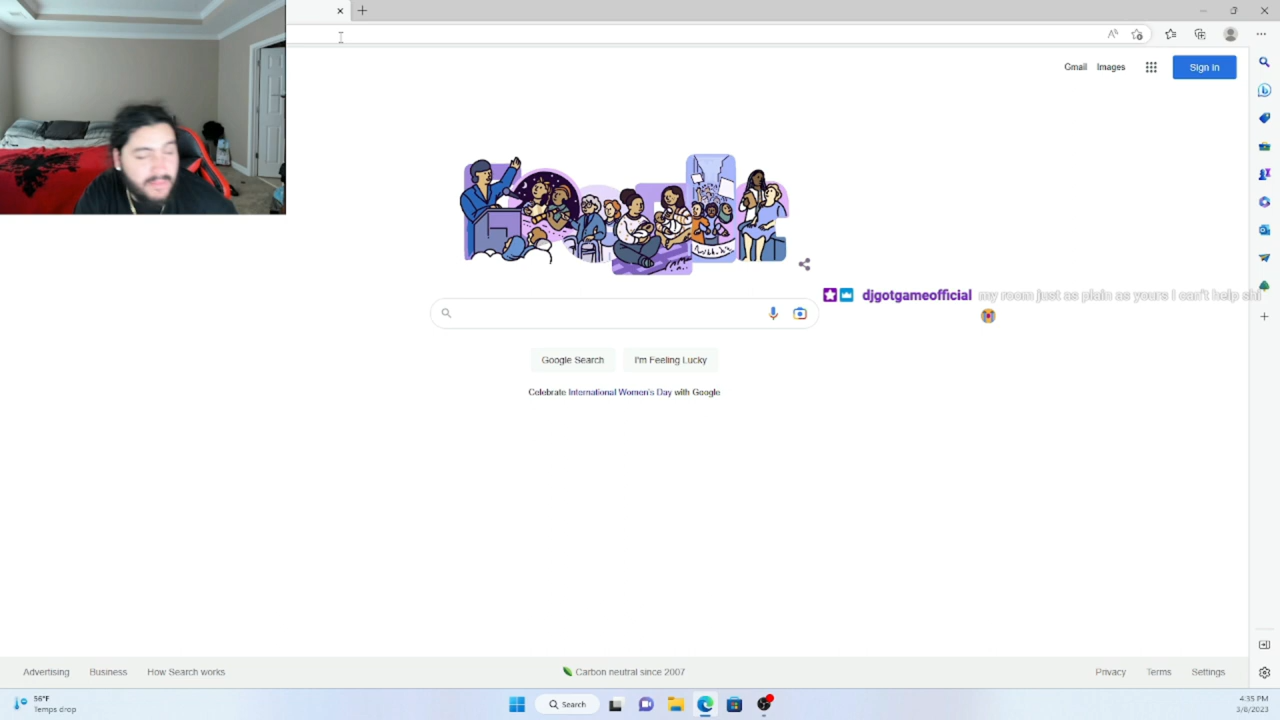 Gmail Images Sign in
djgotgameofficial my room just as plain as yours I can't help shi
Google Search I'm Feeling Lucky
Celebrate International Women's Day with Google
Advertising Business How Search works Carbon neutral since 2007 Privacy Terms Settings
56°F
Temps drop
Search
4:35 PM
3/8/2023